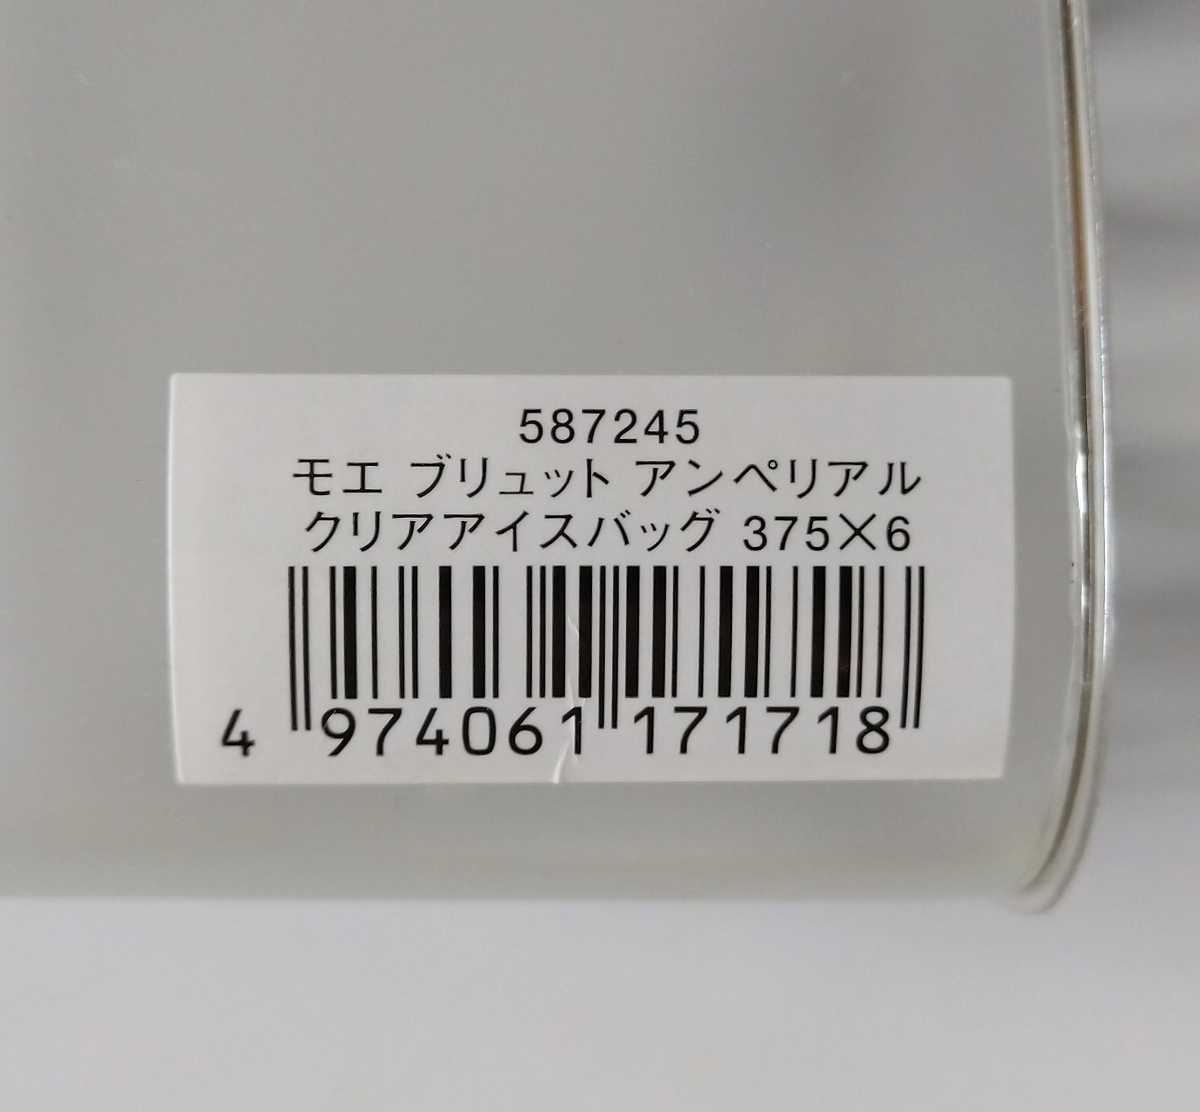 587245
モエ ブリュット アンペリアル
クリアアイスバッグ 375×6
4 974061 171718